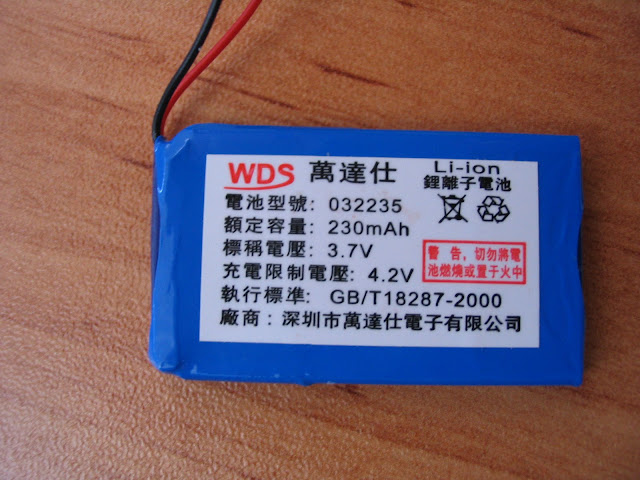 WDS 萬達仕 Li-ion
鋰離子電池
電池型號: 032235
額定容量: 230mAh
標稱電壓: 3.7V
充電限制電壓: 4.2V
警告,切勿將電
池燃燒或置于火中
執行標準: GB/T18287-2000
廠商:深圳市萬達仕電子有限公司